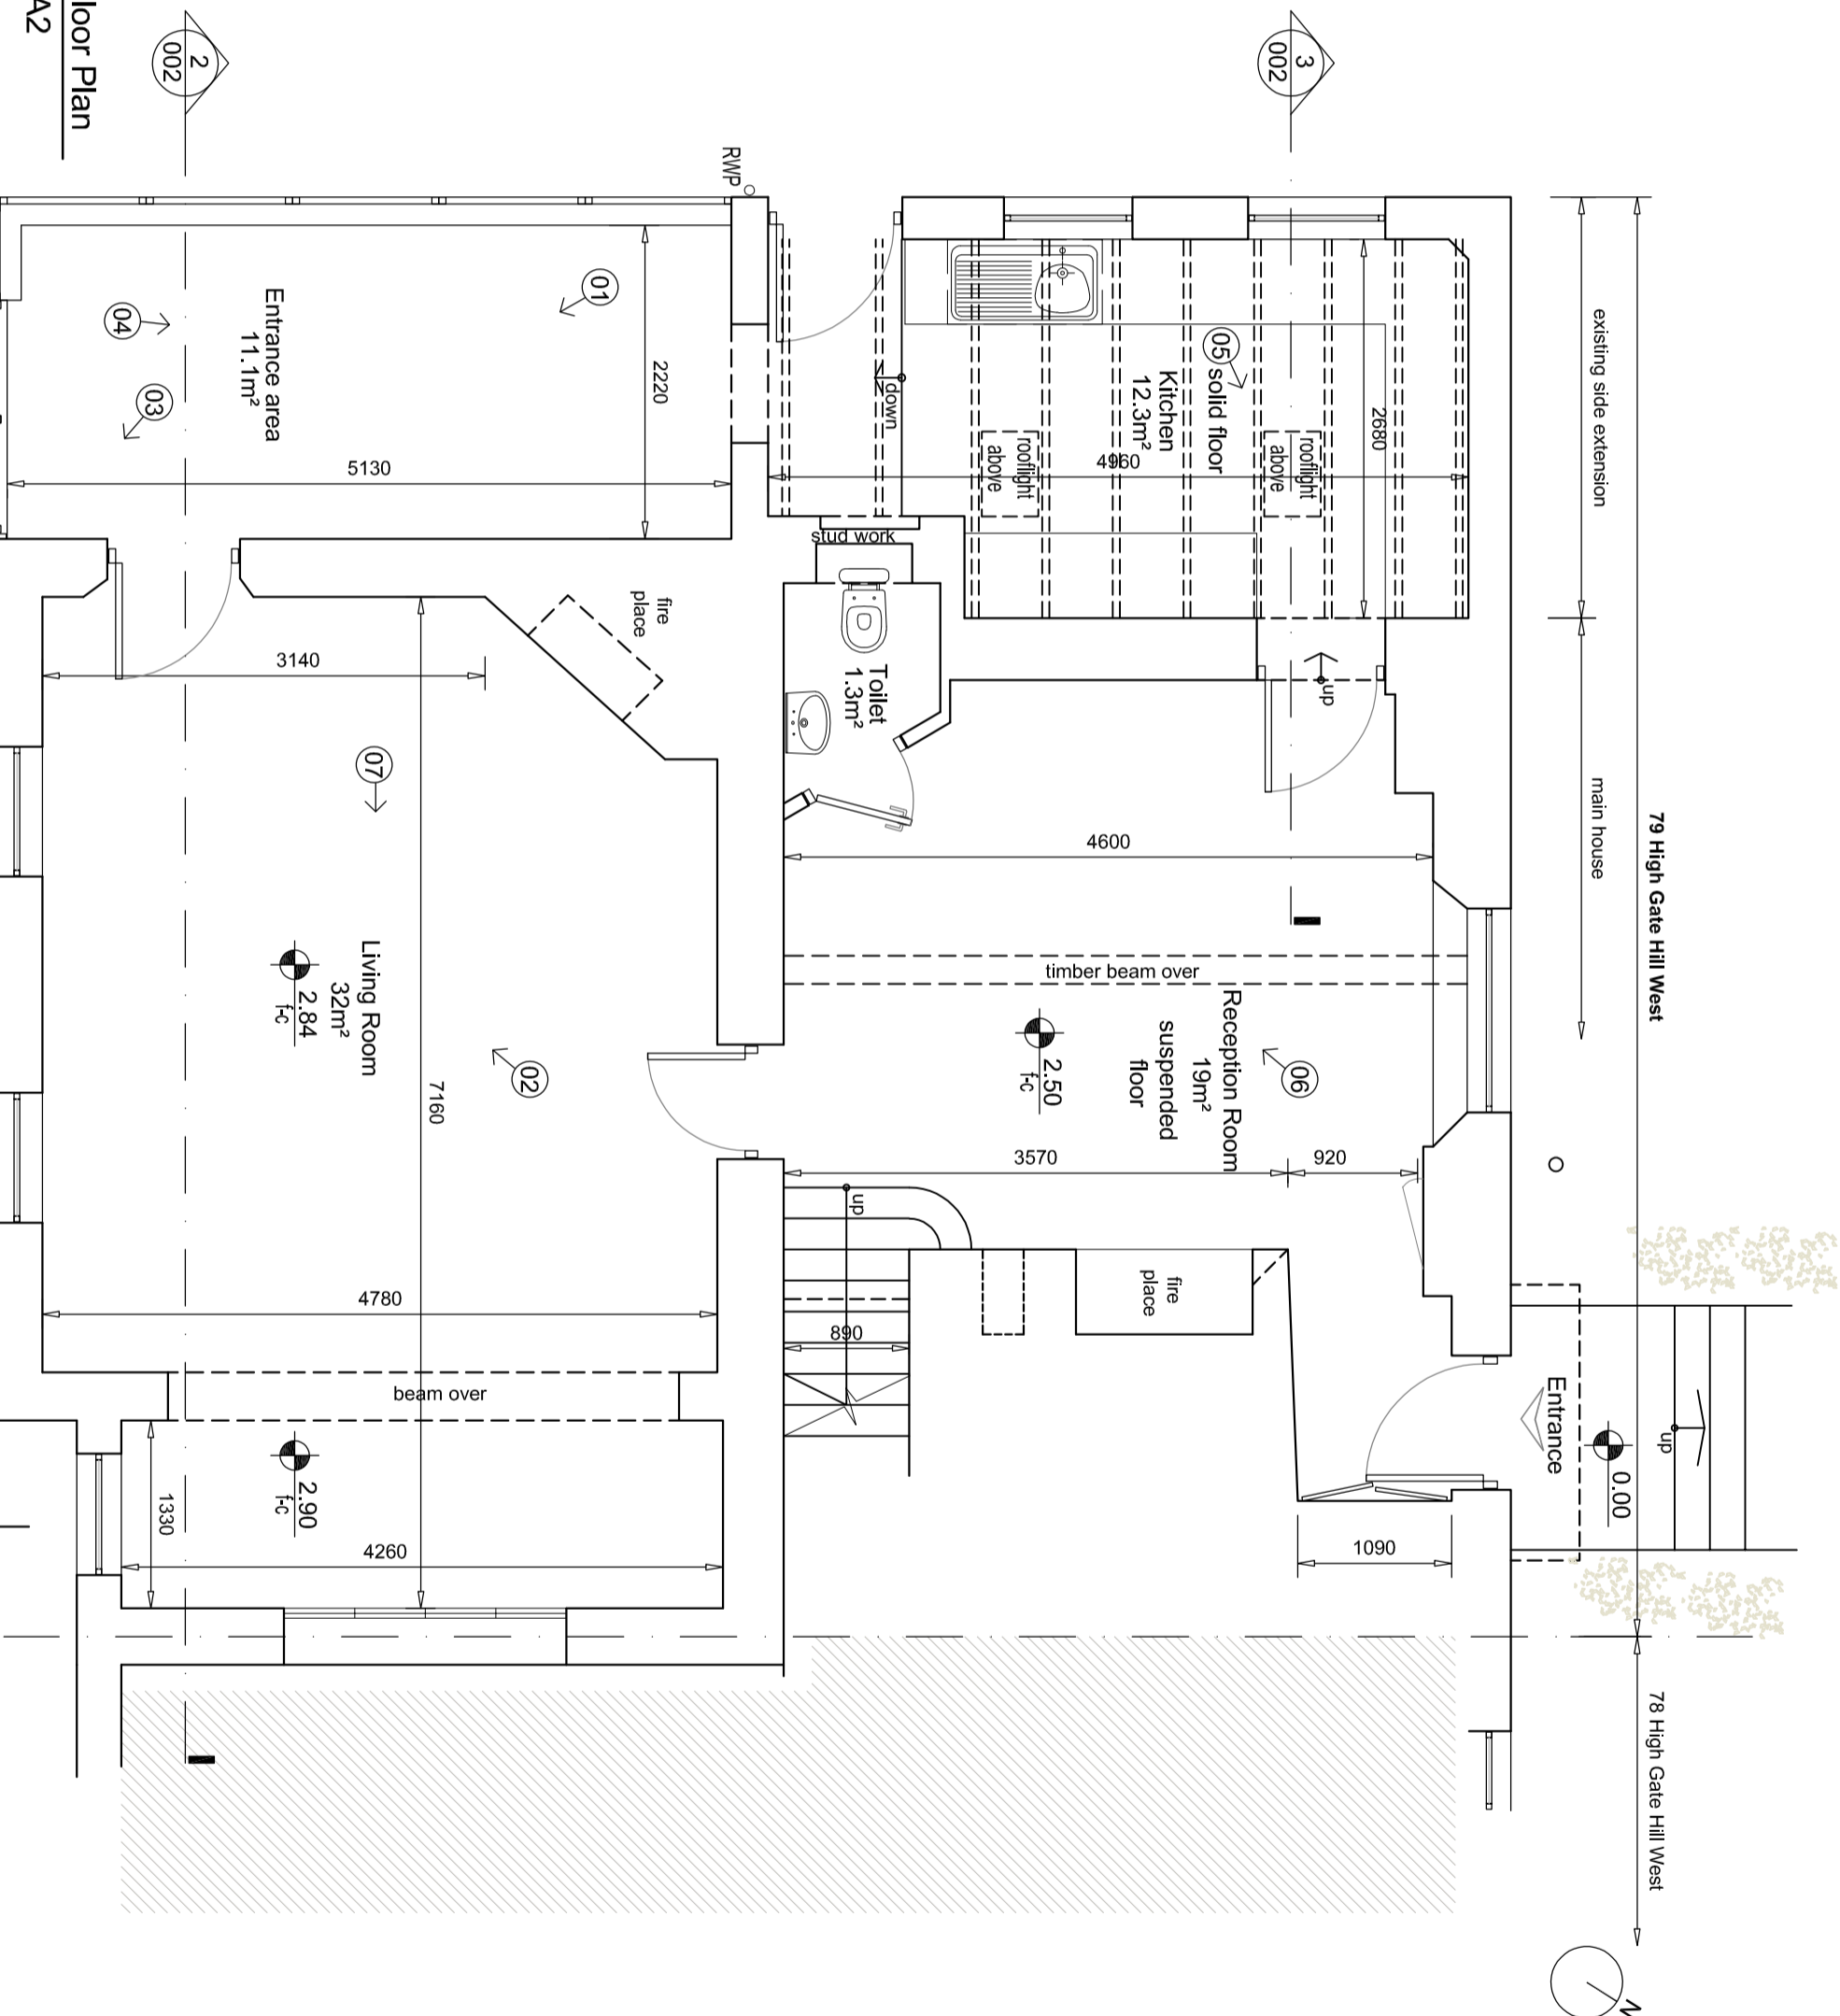 79 High Gate Hill West
78 High Gate Hill West
existing side extension
main house
3
002
2
002
N
0.00
up
Entrance
1090
2680
4960
rooflight
above
rooflight
above
05
solid floor
Kitchen
12.3m²
down
up
RWP
stud work
Toilet
1.3m²
4600
timber beam over
06
Reception Room
19m²
suspended
floor
2.50
f-c
3570
920
up
890
fire
place
fire
place
01
2220
Entrance area
11.1m²
5130
04
03
3140
07
Living Room
32m²
2.84
f-c
02
7160
4780
beam over
2.90
f-c
1330
4260
loor Plan
A2